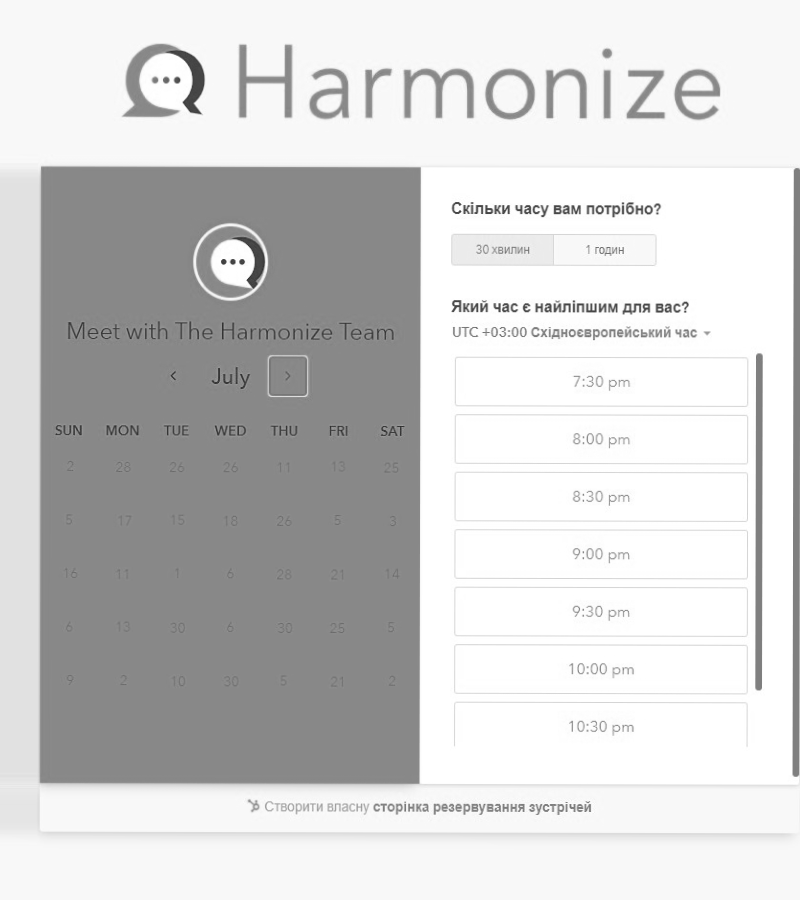 Harmonize
Meet with The Harmonize Team
July
SUN MON TUE WED THU FRI SAT
2 28 26 26 11 13 25
5 17 15 18 26 5 3
16 11 1 6 28 21 14
6 13 30 6 30 25 5
9 2 10 30 5 21 2
Скільки часу вам потрібно?
30 хвилин 1 годин
Який час є найліпшим для вас?
UTC +03:00 Східноєвропейський час
7:30 pm
8:00 pm
8:30 pm
9:00 pm
9:30 pm
10:00 pm
10:30 pm
Створити власну сторінка резервування зустрічей